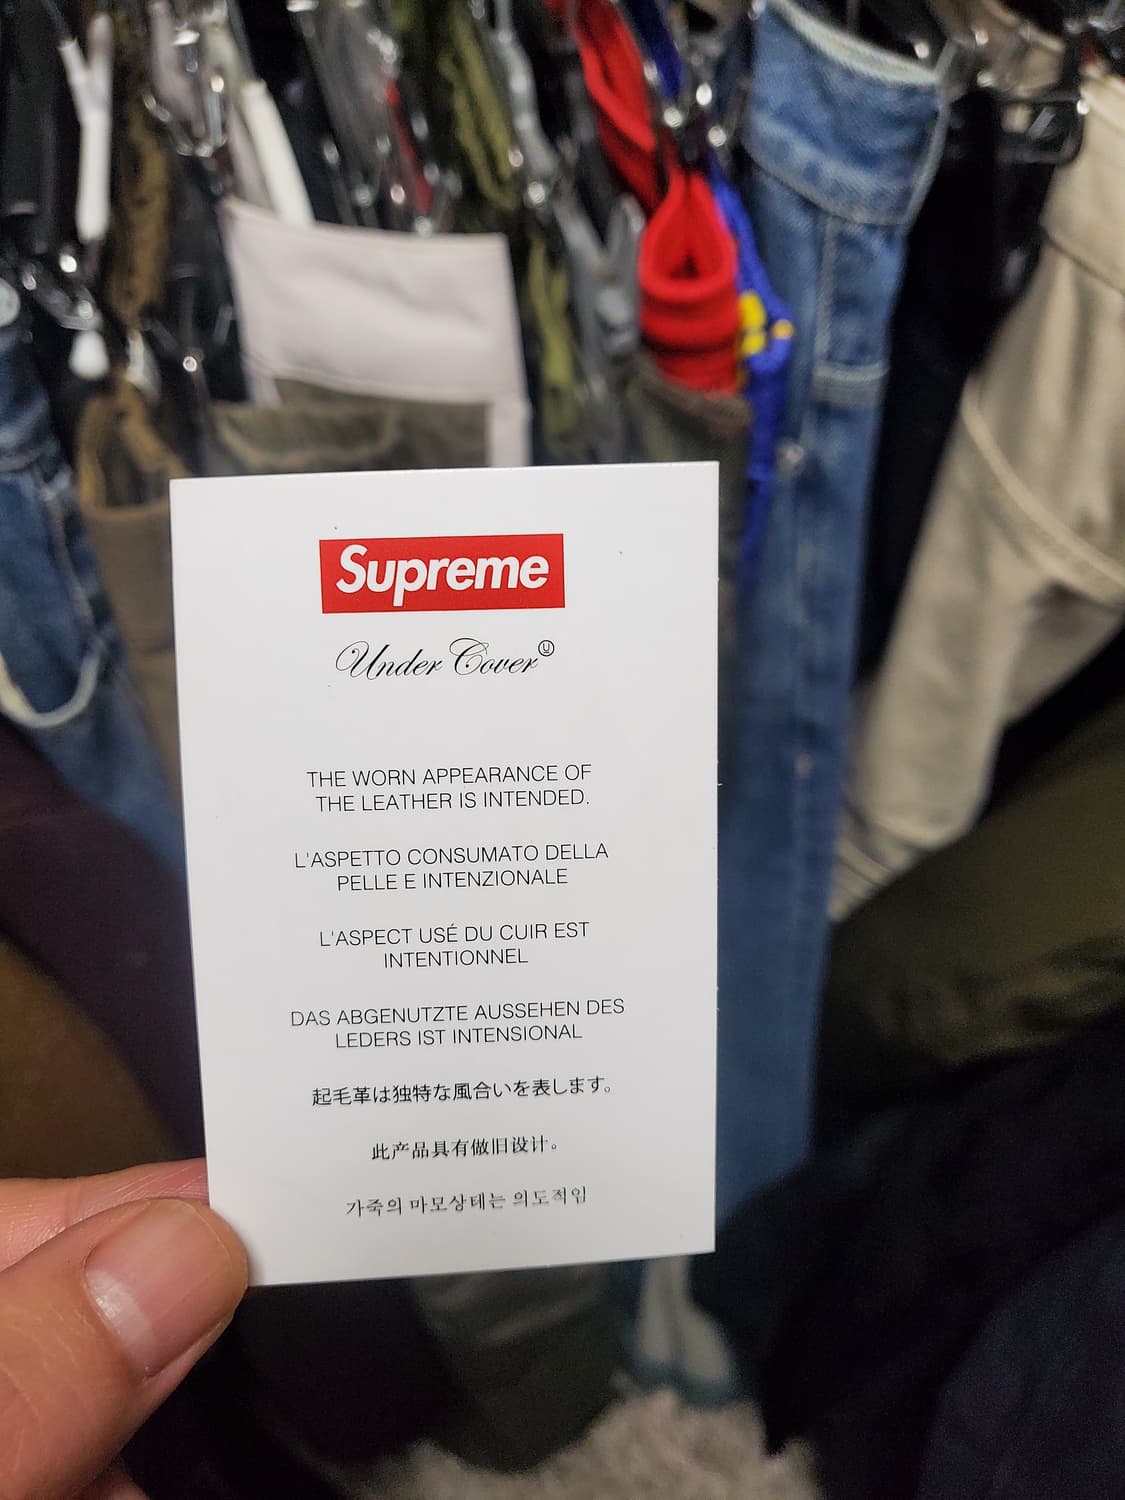 Supreme
Under Cover Ⓤ
THE WORN APPEARANCE OF
THE LEATHER IS INTENDED.
L'ASPETTO CONSUMATO DELLA
PELLE E INTENZIONALE
L'ASPECT USÉ DU CUIR EST
INTENTIONNEL
DAS ABGENUTZTE AUSSEHEN DES
LEDERS IST INTENSIONAL
起毛革は独特な風合いを表します。
此产品具有做旧设计。
가죽의 마모상태는 의도적임